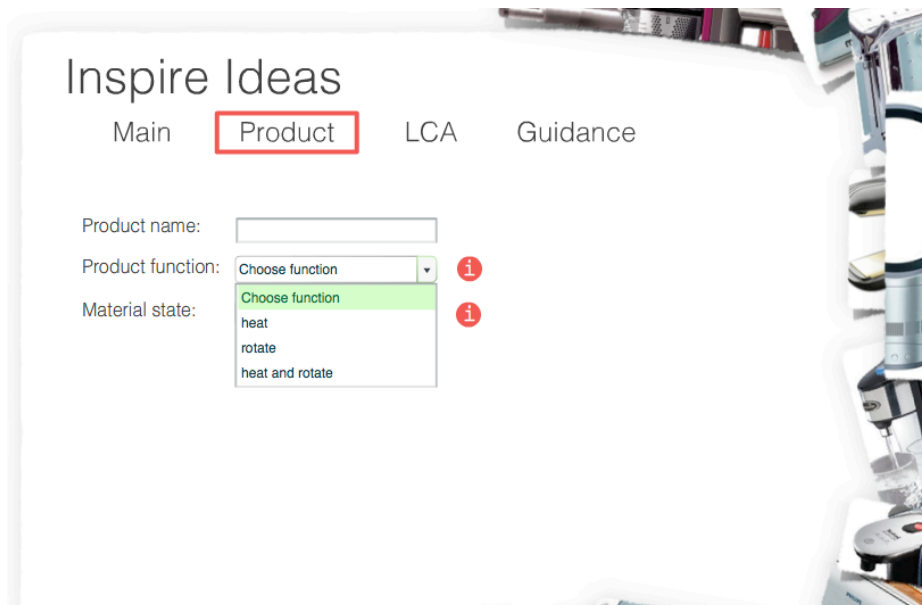 Inspire Ideas
Main Product LCA Guidance
Product name:
Product function: Choose function i
Choose function
Material state: i
heat
rotate
heat and rotate